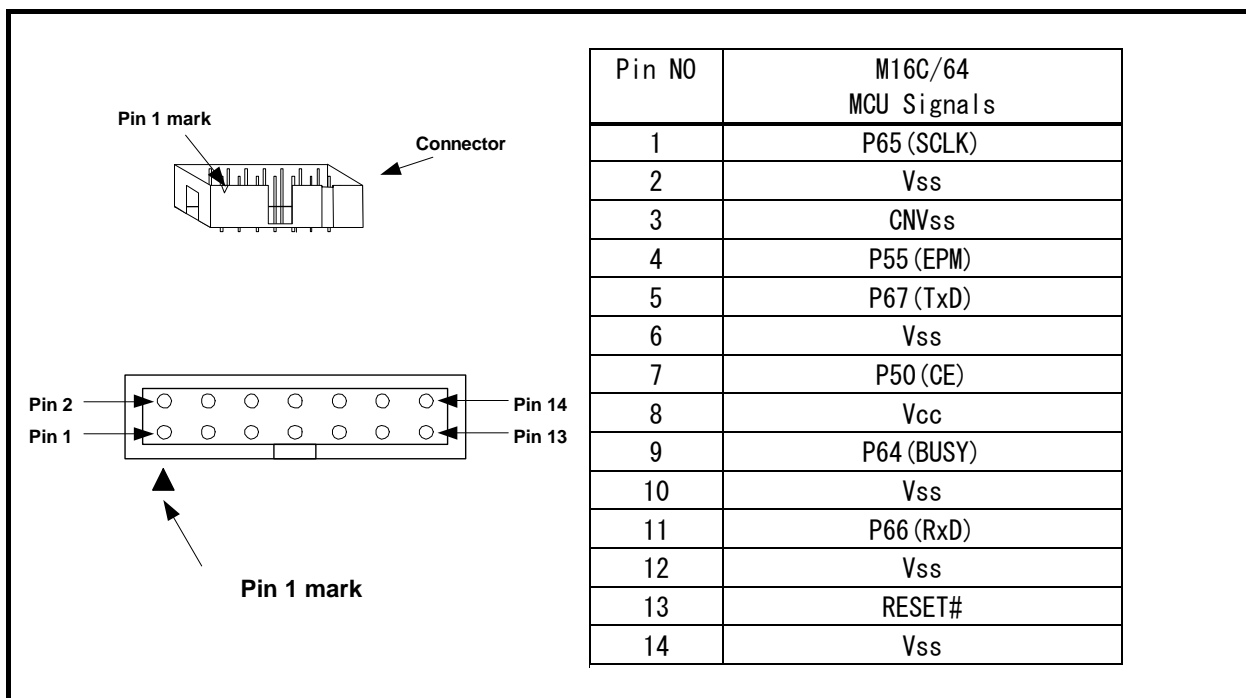 Pin 1 mark
Connector
Pin 2
Pin 14
Pin 1
Pin 13
Pin 1 mark
Pin NO M16C/64
MCU Signals
1 P65(SCLK)
2 Vss
3 CNVss
4 P55(EPM)
5 P67(TxD)
6 Vss
7 P50(CE)
8 Vcc
9 P64(BUSY)
10 Vss
11 P66(RxD)
12 Vss
13 RESET#
14 Vss